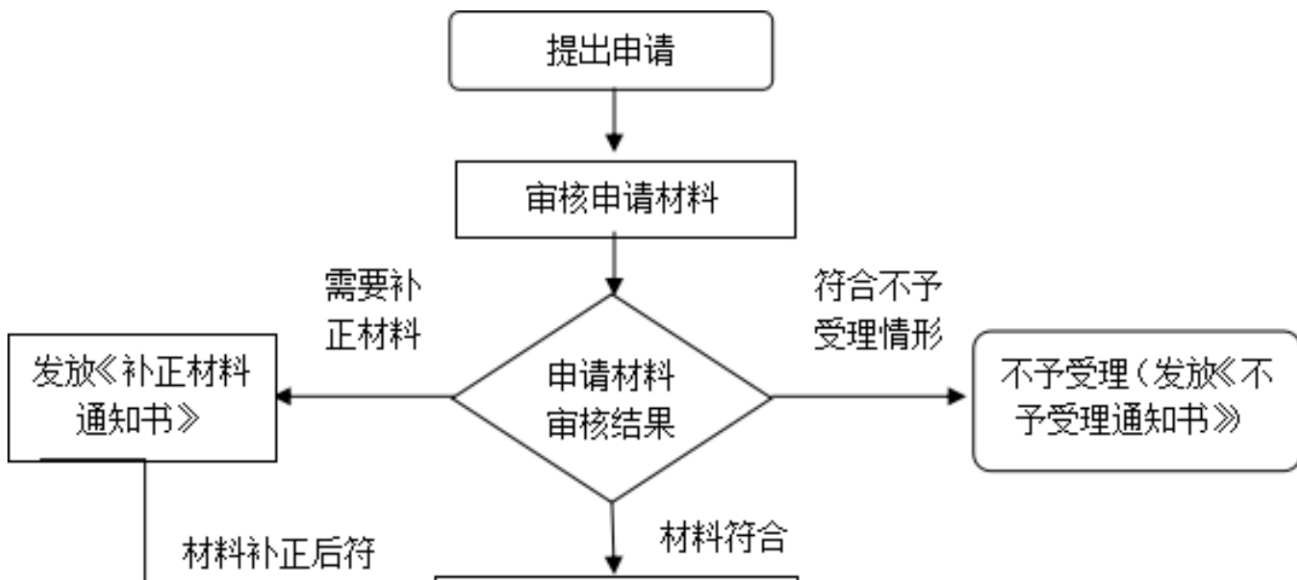 提出申请
审核申请材料
需要补
正材料
符合不予
受理情形
发放《补正材料
通知书》
申请材料
审核结果
不予受理(发放《不
予受理通知书》)
材料补正后符
材料符合